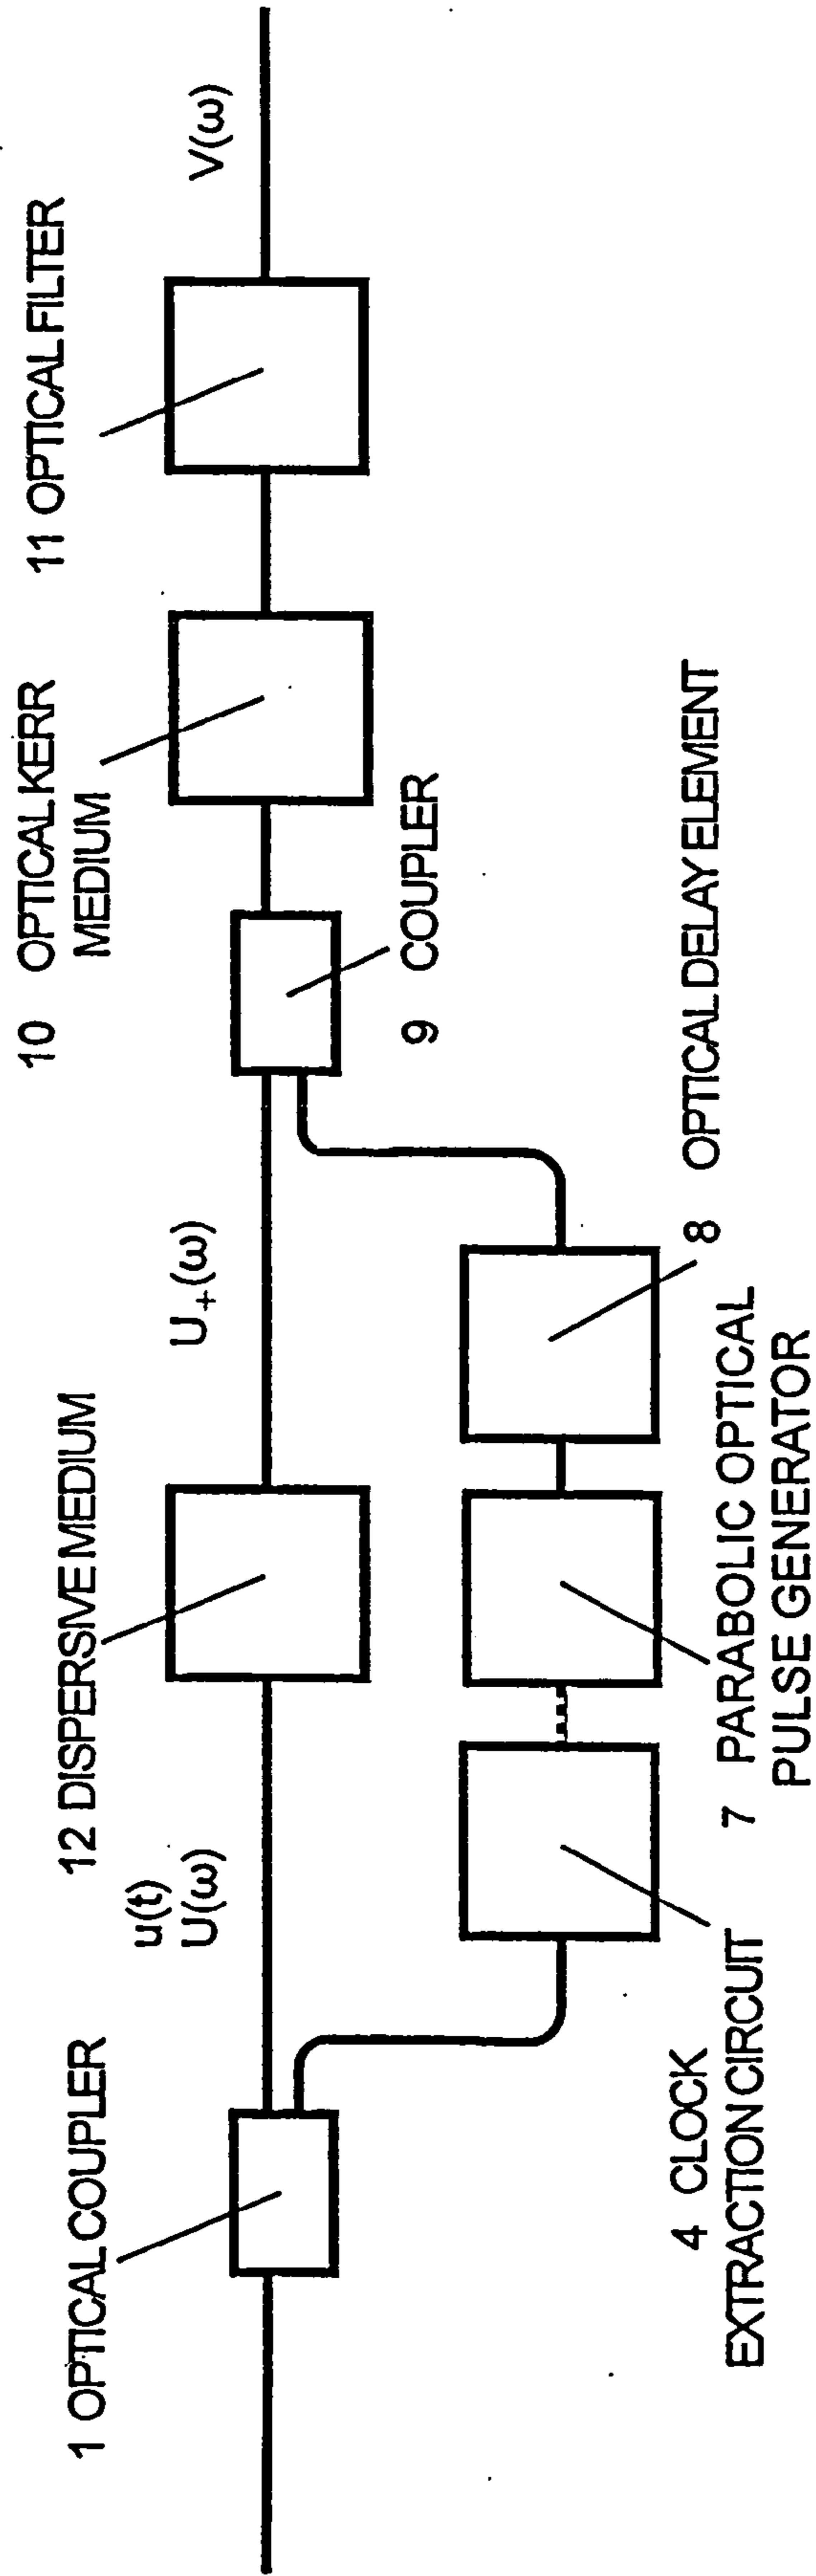 1 OPTICAL COUPLER
u(t)
U(ω)
12 DISPERSIVE MEDIUM
U₊(ω)
10 OPTICAL KERR
MEDIUM
11 OPTICAL FILTER
V(ω)
9 COUPLER
4 CLOCK
EXTRACTION CIRCUIT
7 PARABOLIC OPTICAL
PULSE GENERATOR
8 OPTICAL DELAY ELEMENT